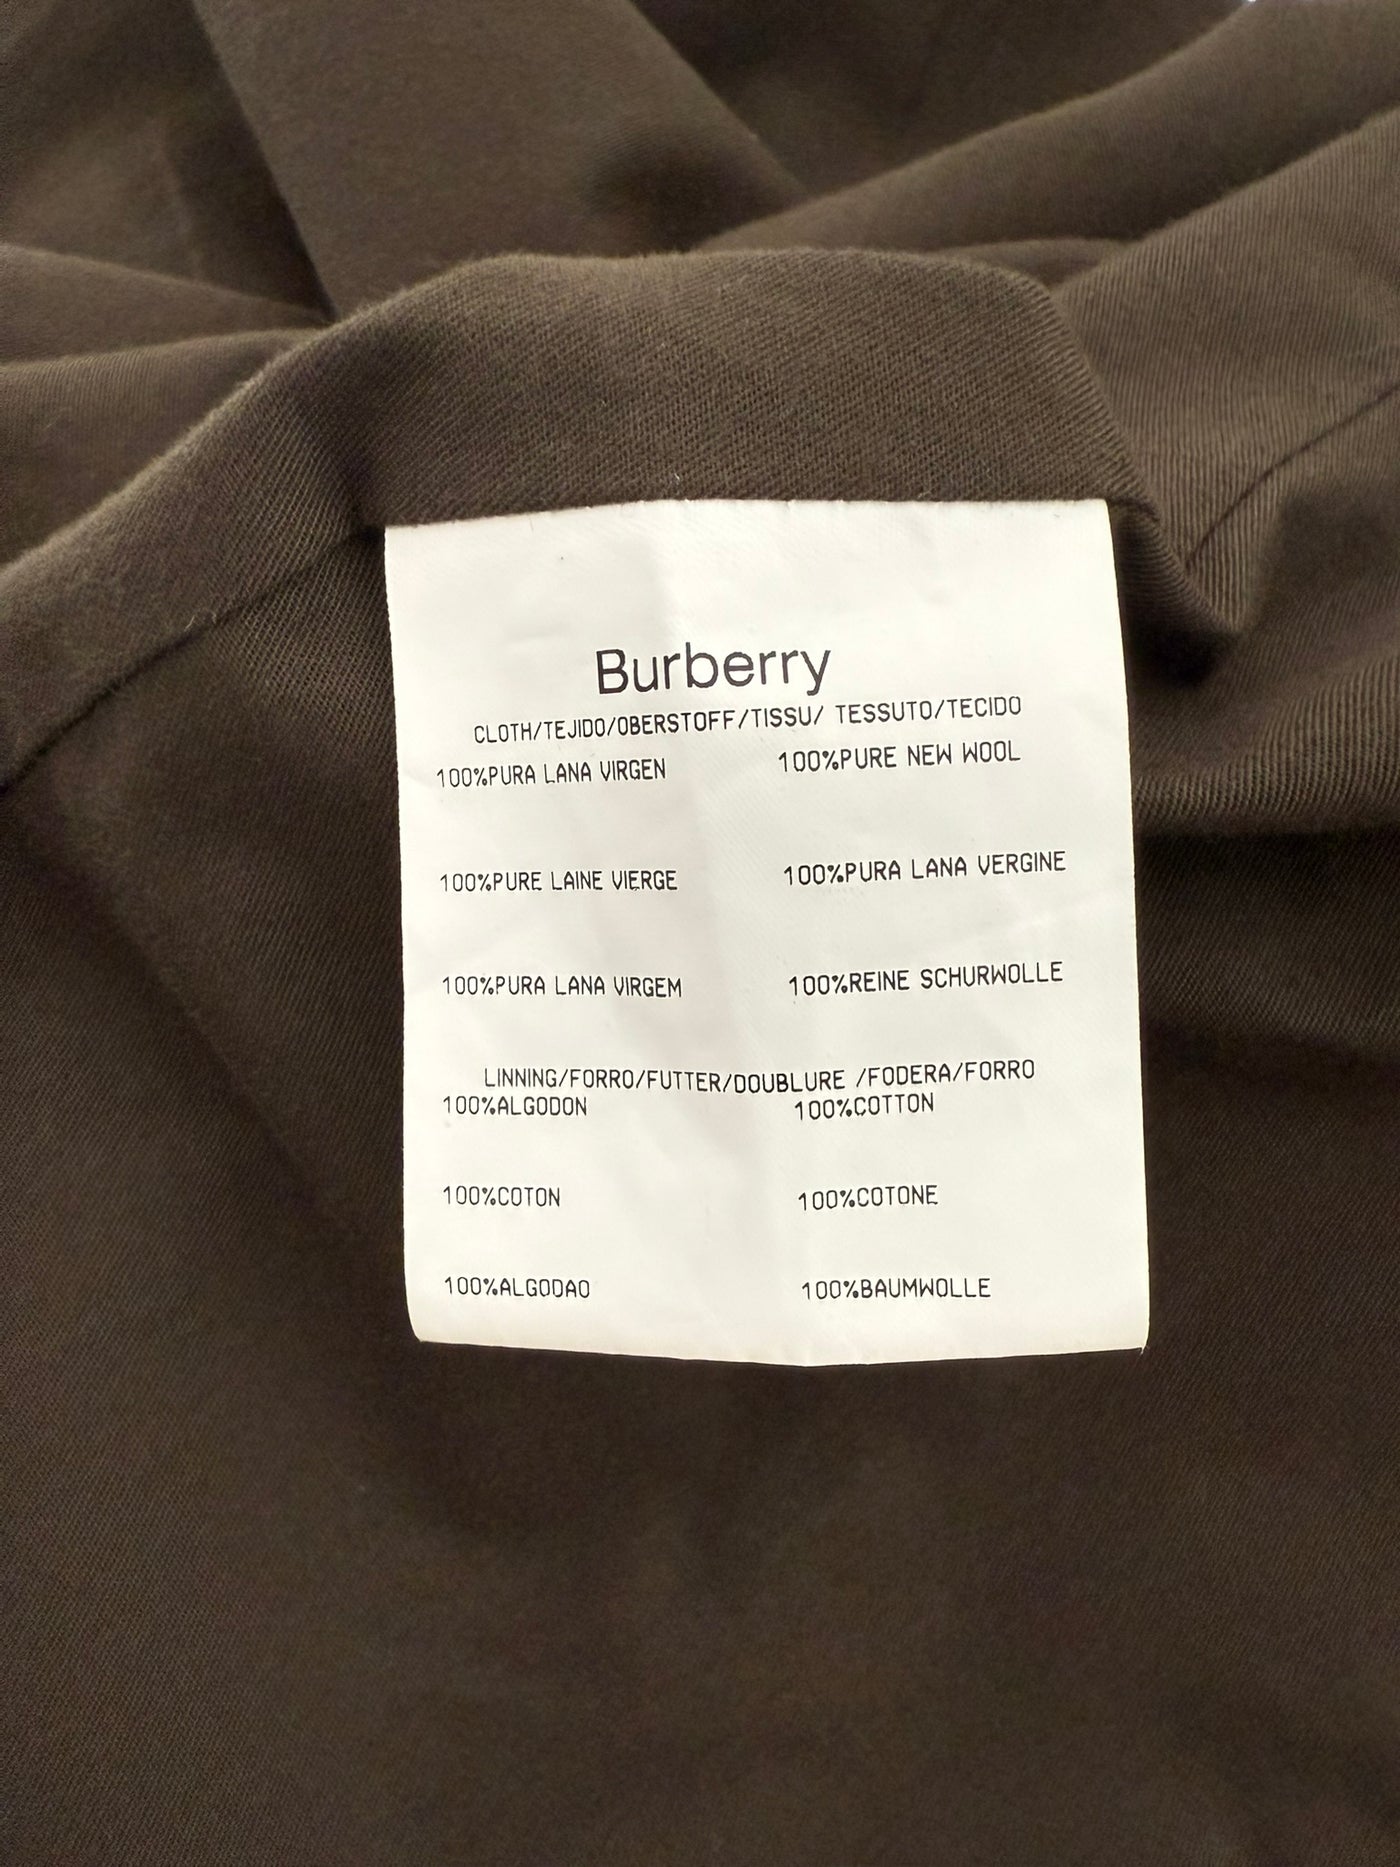 Burberry
CLOTH/TEJIDO/OBERSTOFF/TISSU/ TESSUTO/TECIDO
100%PURA LANA VIRGEN 100%PURE NEW WOOL
100%PURE LAINE VIERGE 100%PURA LANA VERGINE
100%PURA LANA VIRGEM 100%REINE SCHURWOLLE
LINNING/FORRO/FUTTER/DOUBLURE /FODERA/FORRO
100%ALGODON 100%COTTON
100%COTON 100%COTONE
100%ALGODAO 100%BAUMWOLLE